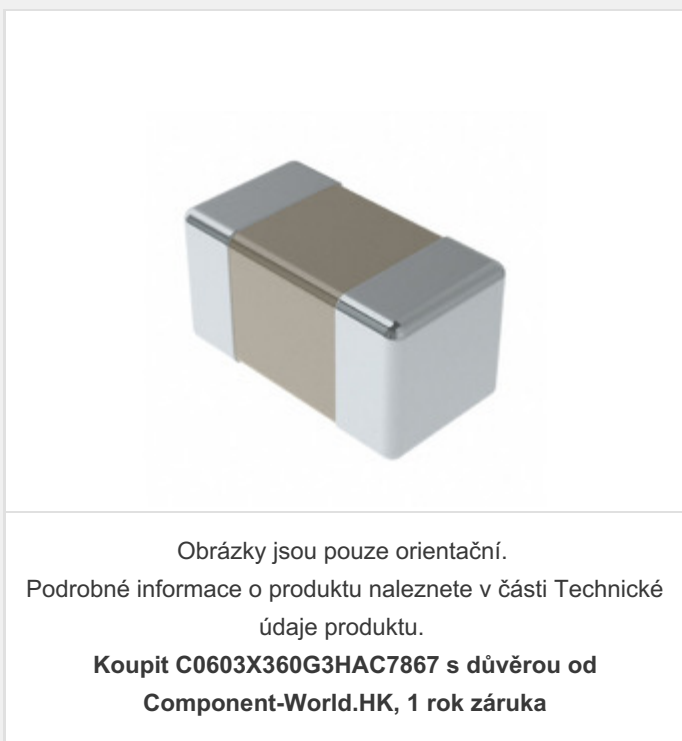 Obrázky jsou pouze orientační.
Podrobné informace o produktu naleznete v části Technické
údaje produktu.
Koupit C0603X360G3HAC7867 s důvěrou od
Component-World.HK, 1 rok záruka